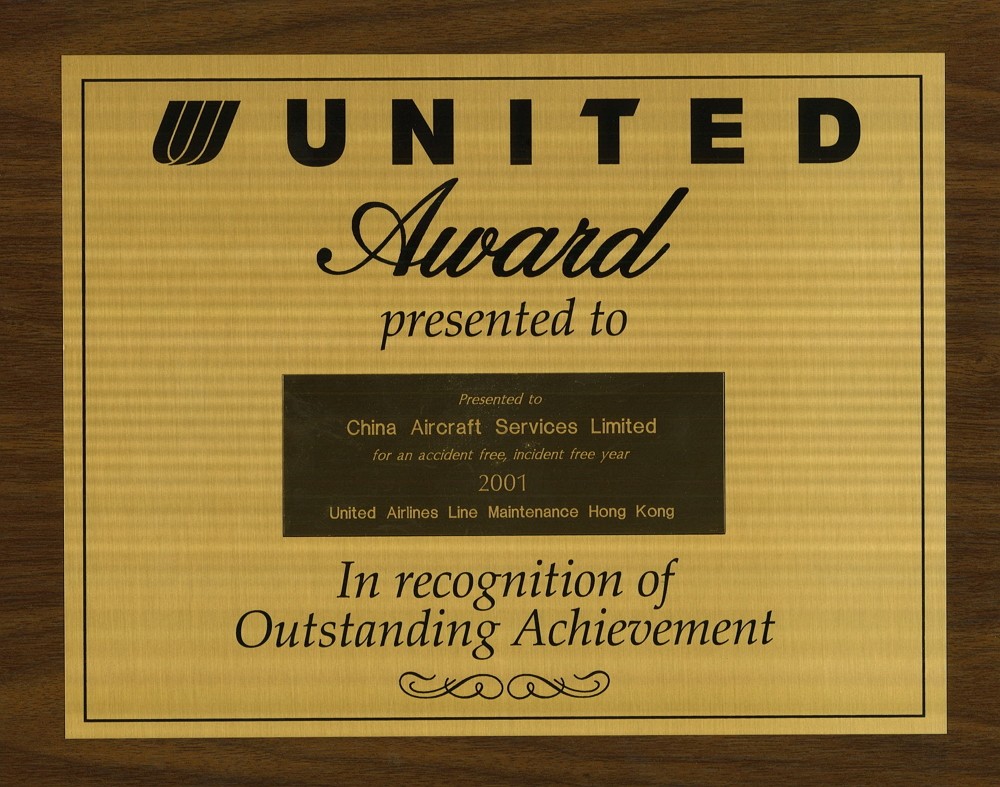 UNITED
Award
presented to
Presented to
China Aircraft Services Limited
for an accident free, incident free year
2001
United Airlines Line Maintenance Hong Kong
In recognition of
Outstanding Achievement